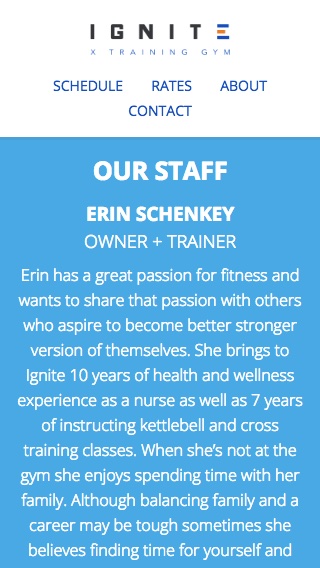 IGNITE
X TRAINING GYM
SCHEDULE RATES ABOUT
CONTACT
OUR STAFF
ERIN SCHENKEY
OWNER + TRAINER
Erin has a great passion for fitness and
wants to share that passion with others
who aspire to become better stronger
version of themselves. She brings to
Ignite 10 years of health and wellness
experience as a nurse as well as 7 years
of instructing kettlebell and cross
training classes. When she’s not at the
gym she enjoys spending time with her
family. Although balancing family and a
career may be tough sometimes she
believes finding time for yourself and